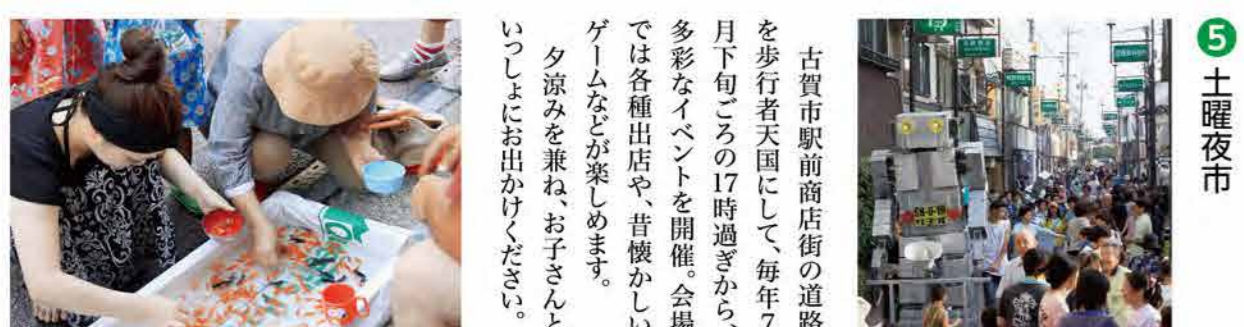 ❺土曜夜市
古賀市駅前商店街の道路
を歩行者天国にして、毎年7
月下旬ごろの17時過ぎから、
多彩なイベントを開催。会場
では各種出店や、昔懐かしい
ゲームなどが楽しめます。
夕涼みを兼ね、お子さんと
いっしょにお出かけください。